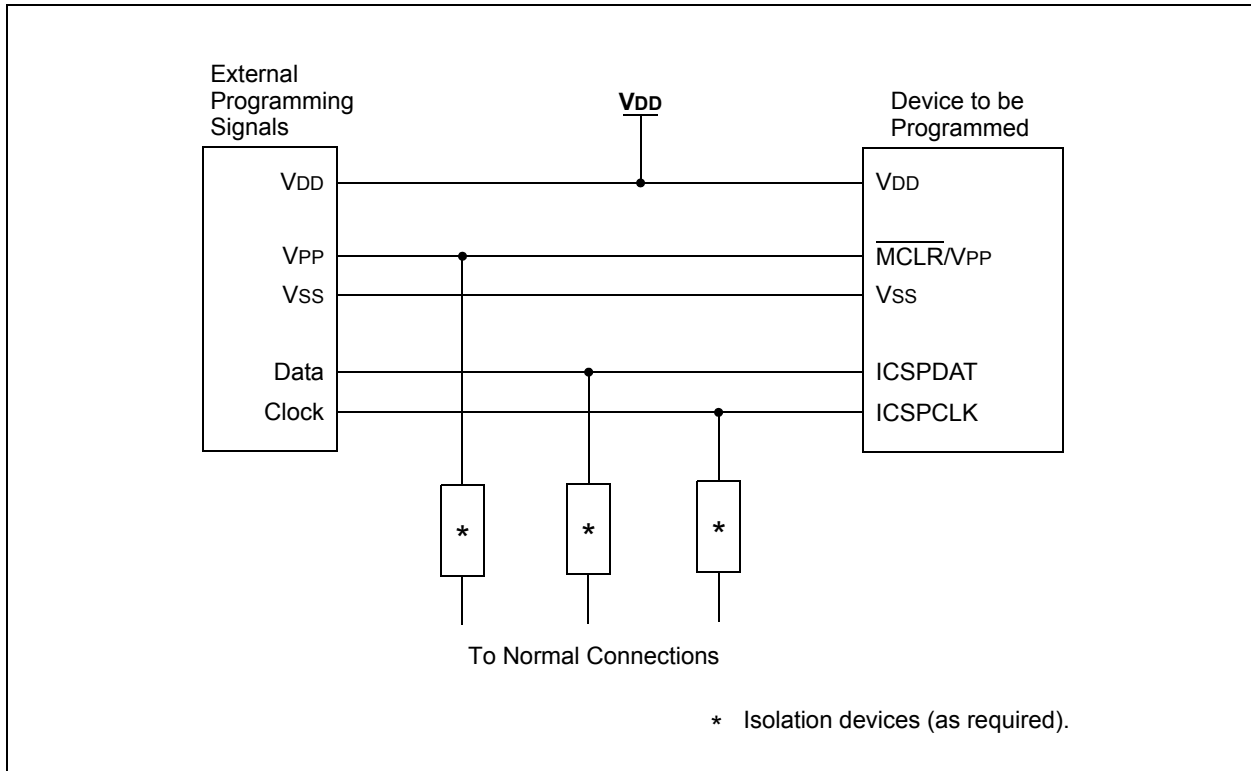 External
Programming
Signals
VDD
Device to be
Programmed
VDD
VDD
VPP
MCLR/VPP
VSS
VSS
Data
ICSPDAT
Clock
ICSPCLK
*
*
*
To Normal Connections
* Isolation devices (as required).